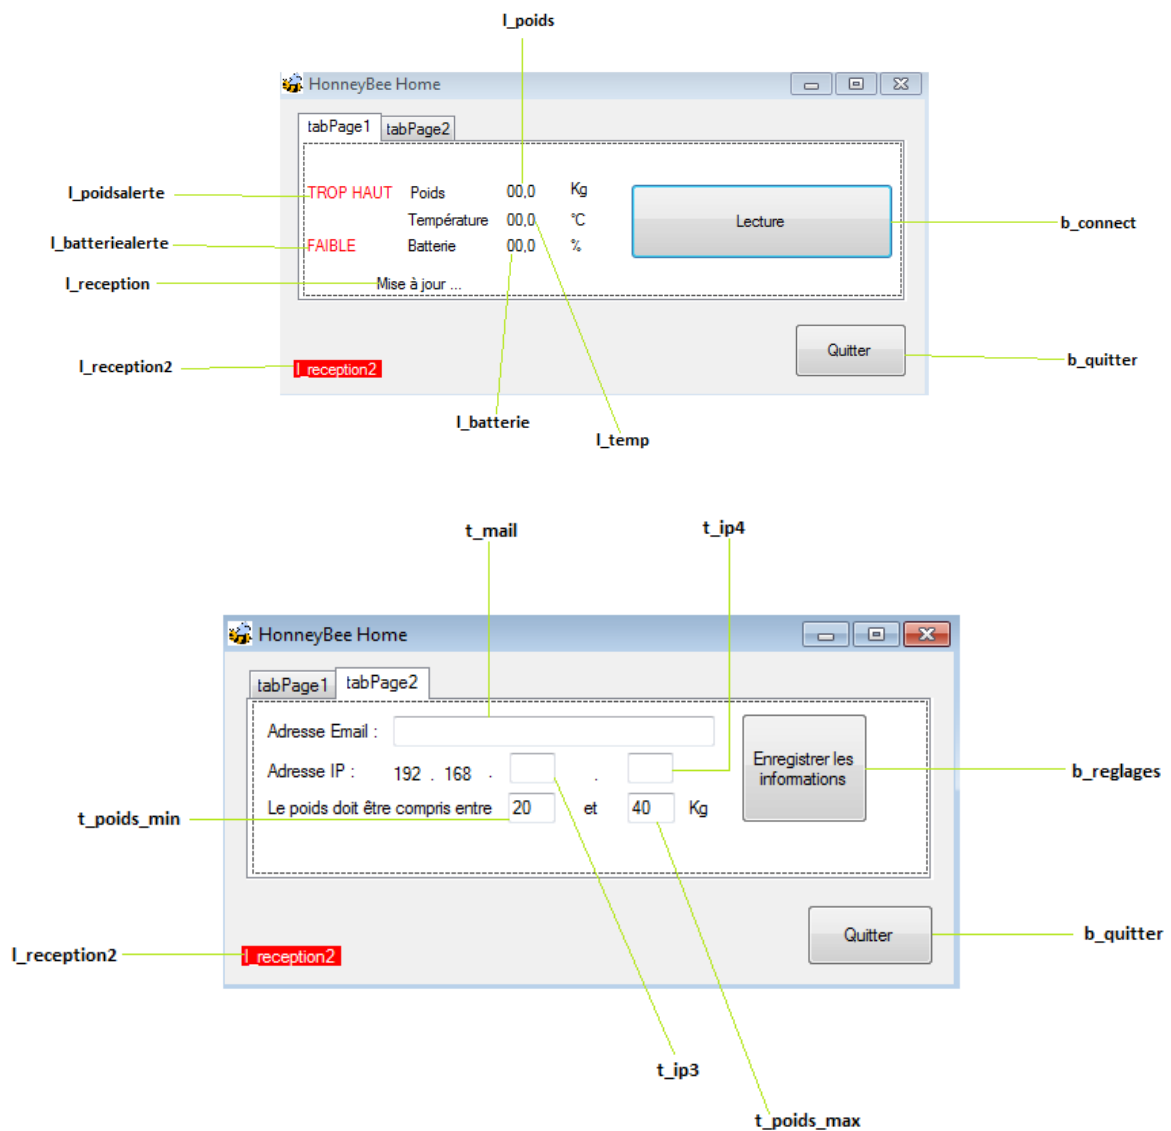 l_poids
HonneyBee Home
tabPage1 tabPage2
l_poidsalerte TROP HAUT Poids 00,0 Kg Lecture b_connect
Température 00,0 °C
l_batteriealerte FAIBLE Batterie 00,0 %
l_reception Mise à jour ...
Quitter b_quitter
l_reception2 l_reception2
l_batterie
l_temp
t_mail t_ip4
HonneyBee Home
tabPage1 tabPage2
Adresse Email :
Enregistrer les
informations
b_reglages
Adresse IP : 192 . 168 . .
t_poids_min Le poids doit être compris entre 20 et 40 Kg
Quitter b_quitter
l_reception2 l_reception2
t_ip3
t_poids_max